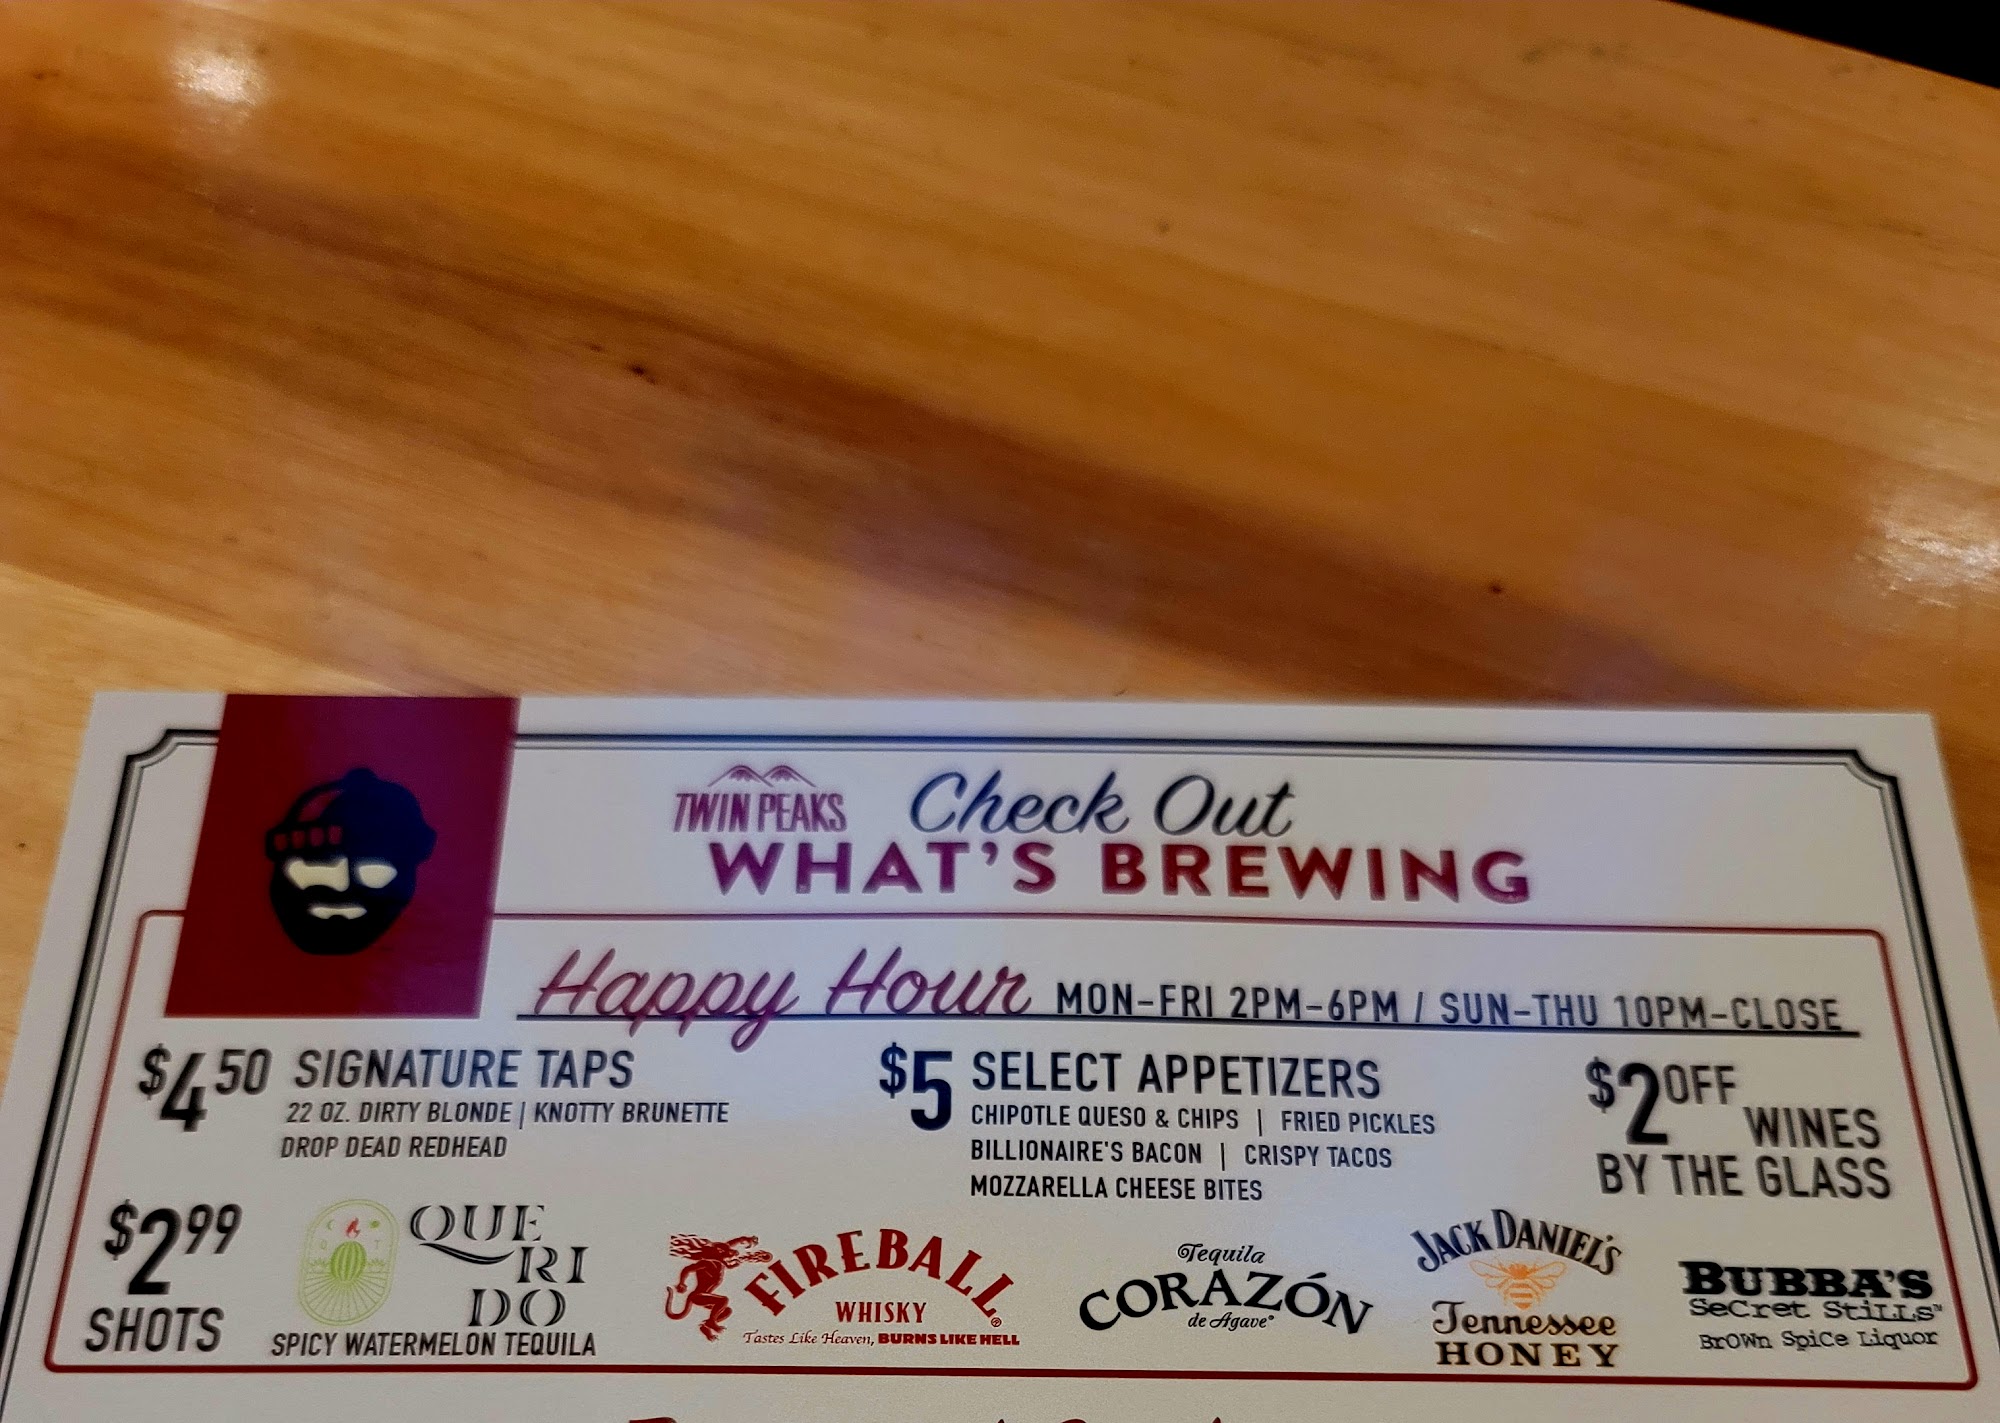 TWIN PEAKS
Check Out
WHAT'S BREWING
Happy Hour MON-FRI 2PM-6PM / SUN-THU 10PM-CLOSE
$4.50 SIGNATURE TAPS
22 OZ. DIRTY BLONDE | KNOTTY BRUNETTE
DROP DEAD REDHEAD
$5 SELECT APPETIZERS
CHIPOTLE QUESO & CHIPS | FRIED PICKLES
BILLIONAIRE'S BACON | CRISPY TACOS
MOZZARELLA CHEESE BITES
$2 OFF
WINES
BY THE GLASS
$2.99
SHOTS
QUE
RI
DO
SPICY WATERMELON TEQUILA
FIREBALL®
WHISKY
Tastes Like Heaven, BURNS LIKE HELL
Tequila
CORAZÓN
de Agave®
JACK DANIEL'S
Tennessee
HONEY
BUBBA'S
SeCret StiLLs™
BrOWn SpiCe Liquor